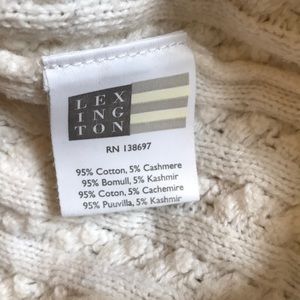 LEX
ING
TON
RN 138697
95% Cotton, 5% Cashmere
95% Bomull, 5% Kashmir
95% Coton, 5% Cachemire
95% Puuvilla, 5% Kashmir